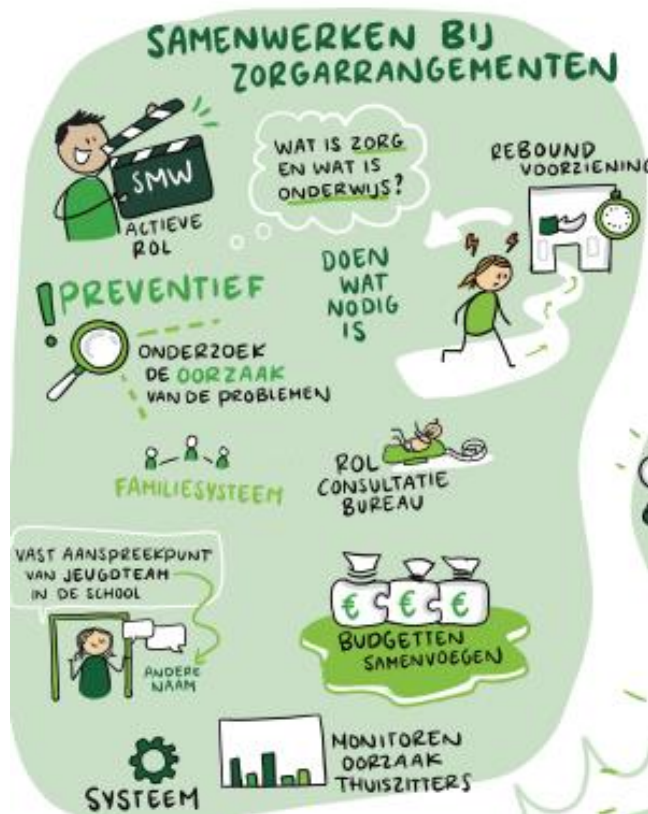 SAMENWERKEN BIJ
ZORGARRANGEMENTEN
SMW
ACTIEVE
ROL
WAT IS ZORG
EN WAT IS
ONDERWIJS?
REBOUND
VOORZIENING
DOEN
WAT
NODIG
IS
! PREVENTIEF
ONDERZOEK
DE OORZAAK
VAN DE PROBLEMEN
FAMILIESYSTEEM
ROL
CONSULTATIE
BUREAU
VAST AANSPREEKPUNT
VAN JEUGDTEAM
IN DE SCHOOL
ANDERE
NAAM
€ € €
BUDGETTEN
SAMENVOEGEN
SYSTEEM
MONITOREN
OORZAAK
THUISZITTERS